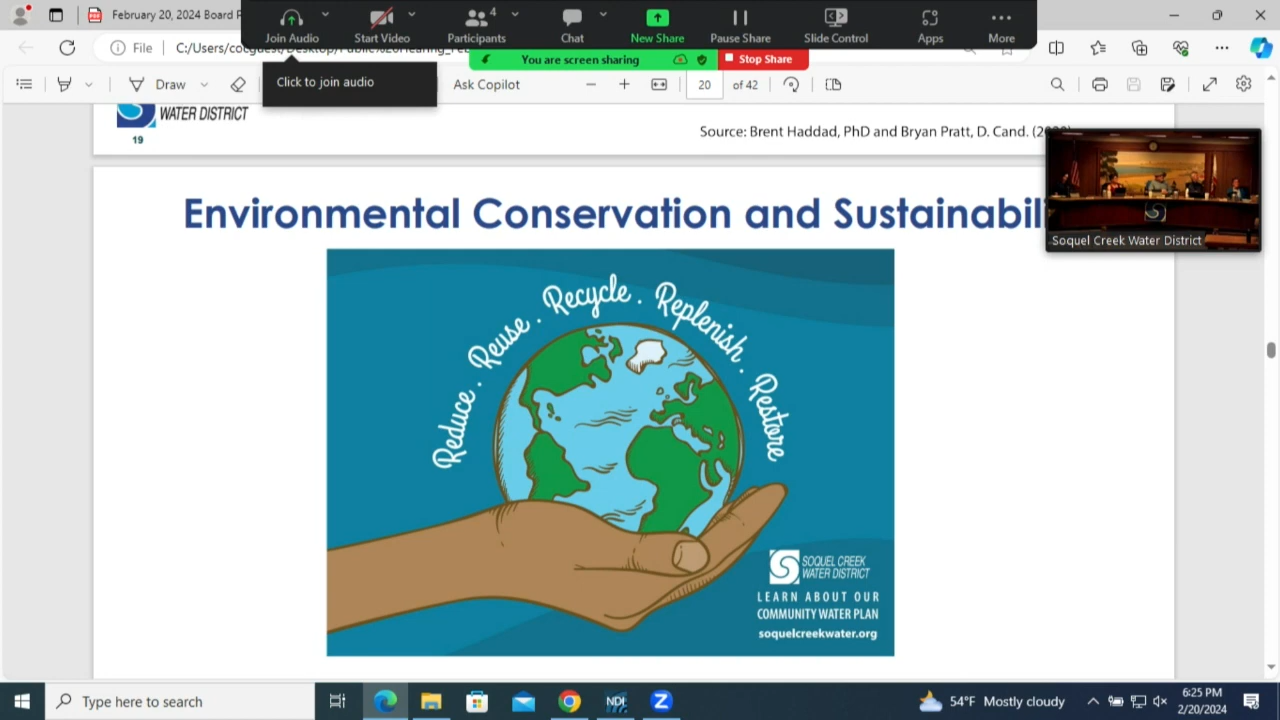 February 20, 2024 Board P
Join Audio
Start Video
Participants
4
Chat
New Share
Pause Share
Slide Control
Apps
More
File
You are screen sharing
Stop Share
Click to join audio
Draw
Ask Copilot
20
of 42
WATER DISTRICT
19
Source: Brent Haddad, PhD and Bryan Pratt, D. Cand.
Environmental Conservation and Sustainabili
Soquel Creek Water District
Reduce . Reuse . Recycle . Replenish . Restore
SOQUEL CREEK
WATER DISTRICT
LEARN ABOUT OUR
COMMUNITY WATER PLAN
soquelcreekwater.org
Type here to search
NDI
54°F Mostly cloudy
6:25 PM
2/20/2024